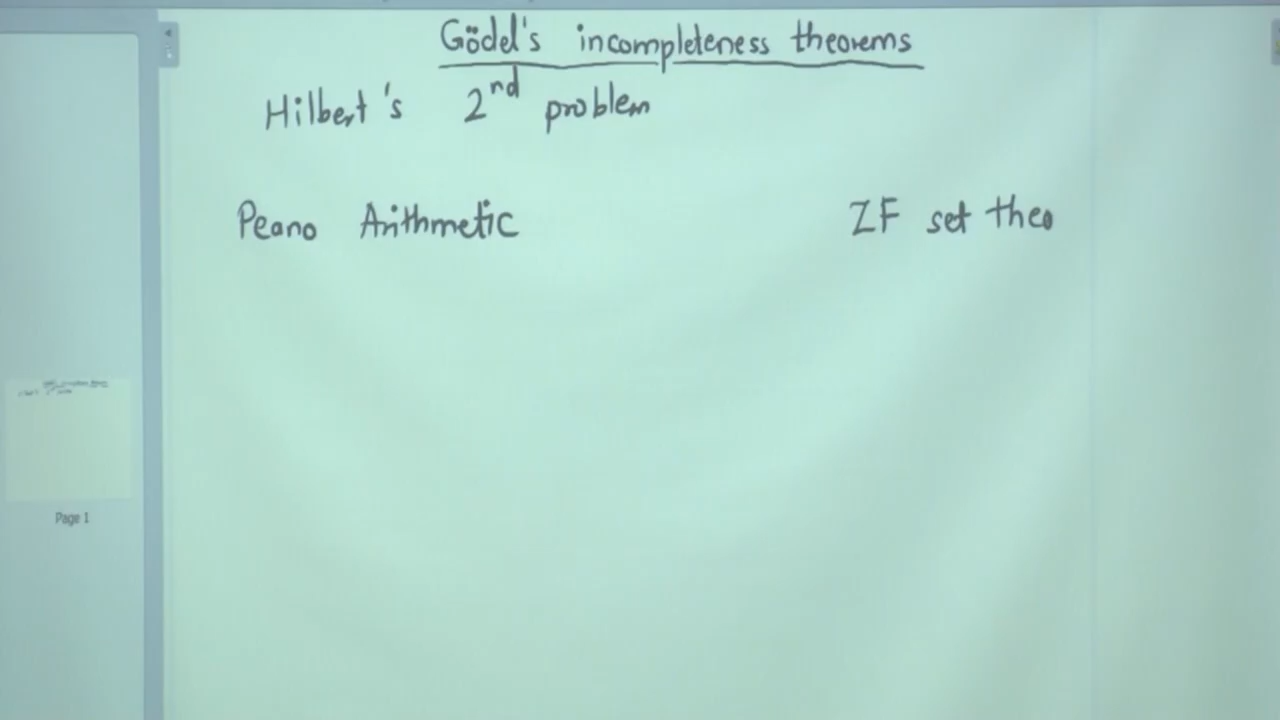 Gödel's incompleteness theorems
Hilbert's 2nd problem
Peano Arithmetic ZF set theo
Page 1